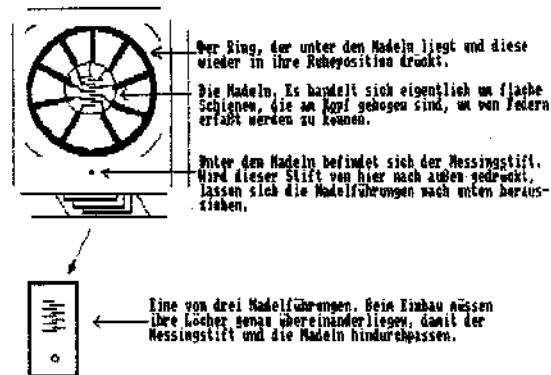 Der Ring, der unter den Nadeln liegt und diese
wieder in ihre Ruheposition drückt.
Die Nadeln. Es handelt sich eigentlich um flache
Schienen, die am Kopf gebogen sind, um von Federn
erfaßt werden zu können.
Unter den Nadeln befindet sich der Messingstift.
Wird dieser Stift von hier nach außen gedrückt,
lassen sich die Nadelführungen nach unten heraus-
ziehen.
Eine von drei Nadelführungen. Beim Einbau müssen
ihre Löcher genau übereinanderliegen, damit der
Messingstift und die Nadeln hindurchpassen.